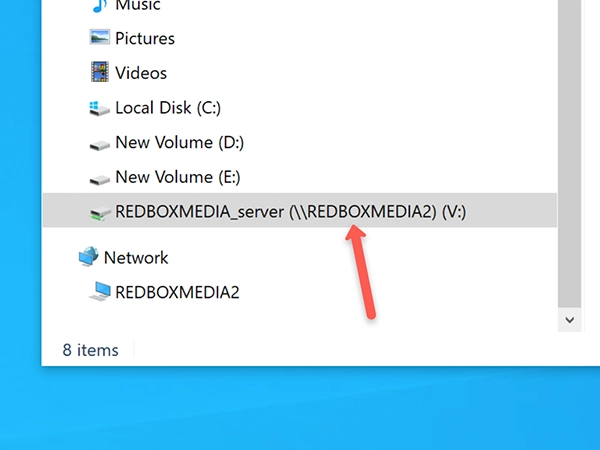 Music
Pictures
Videos
Local Disk (C:)
New Volume (D:)
New Volume (E:)
REDBOXMEDIA_server (\\REDBOXMEDIA2) (V:)
Network
REDBOXMEDIA2
8 items